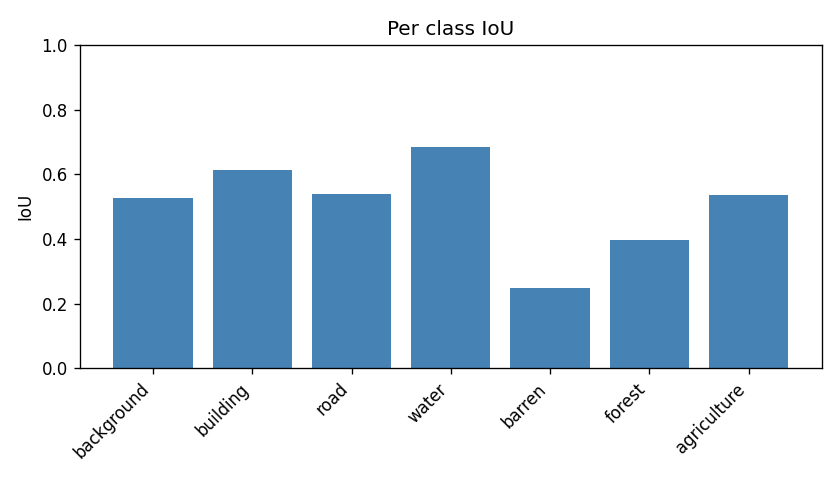 Per class IoU
IoU
1.0
0.8
0.6
0.4
0.2
0.0
background
building
road
water
barren
forest
agriculture